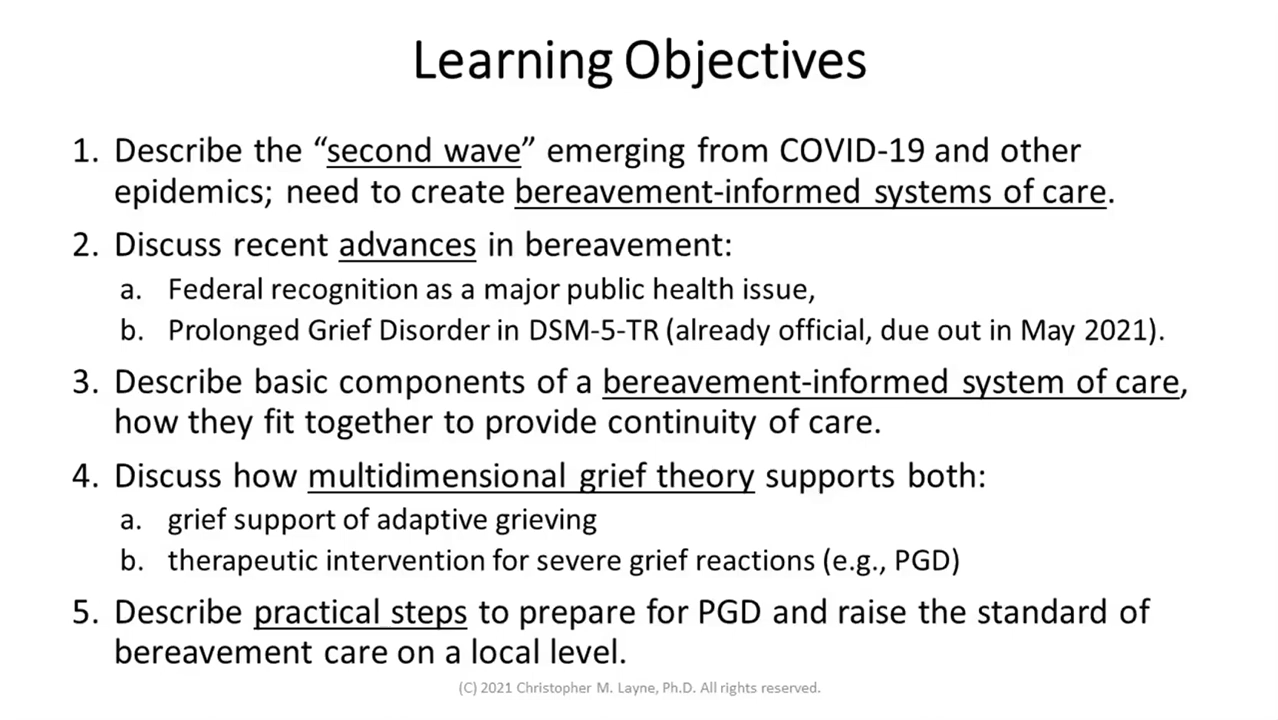 Learning Objectives
1. Describe the “second wave” emerging from COVID-19 and other
epidemics; need to create bereavement-informed systems of care.
2. Discuss recent advances in bereavement:
a. Federal recognition as a major public health issue,
b. Prolonged Grief Disorder in DSM-5-TR (already official, due out in May 2021).
3. Describe basic components of a bereavement-informed system of care,
how they fit together to provide continuity of care.
4. Discuss how multidimensional grief theory supports both:
a. grief support of adaptive grieving
b. therapeutic intervention for severe grief reactions (e.g., PGD)
5. Describe practical steps to prepare for PGD and raise the standard of
bereavement care on a local level.
(C) 2021 Christopher M. Layne, Ph.D. All rights reserved.